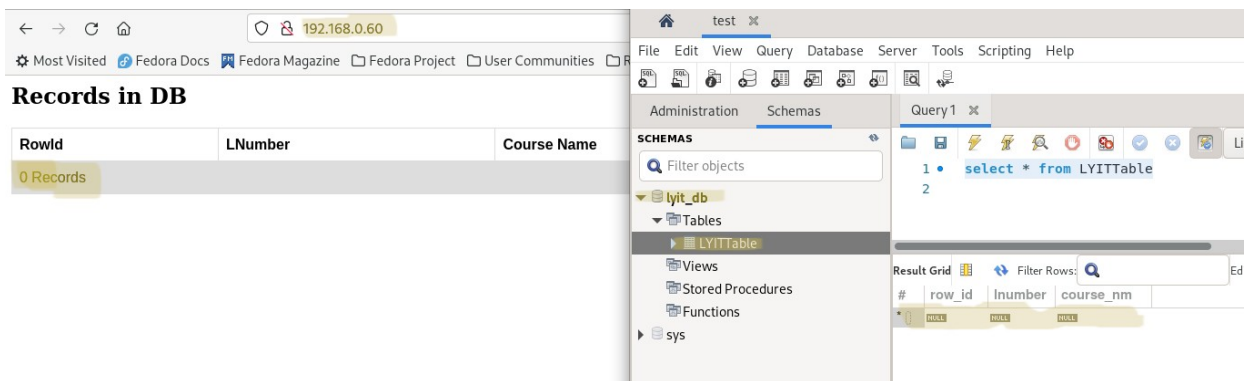 192.168.0.60
Most Visited Fedora Docs Fedora Magazine Fedora Project User Communities R
Records in DB
RowId LNumber Course Name
0 Records
test
File Edit View Query Database Server Tools Scripting Help
Administration Schemas
SCHEMAS
Filter objects
lyit_db
Tables
LYITTable
Views
Stored Procedures
Functions
sys
Query 1
Li
1 select * from LYITTable
2
Result Grid Filter Rows: Ed
# row_id lnumber course_nm
* NULL NULL NULL